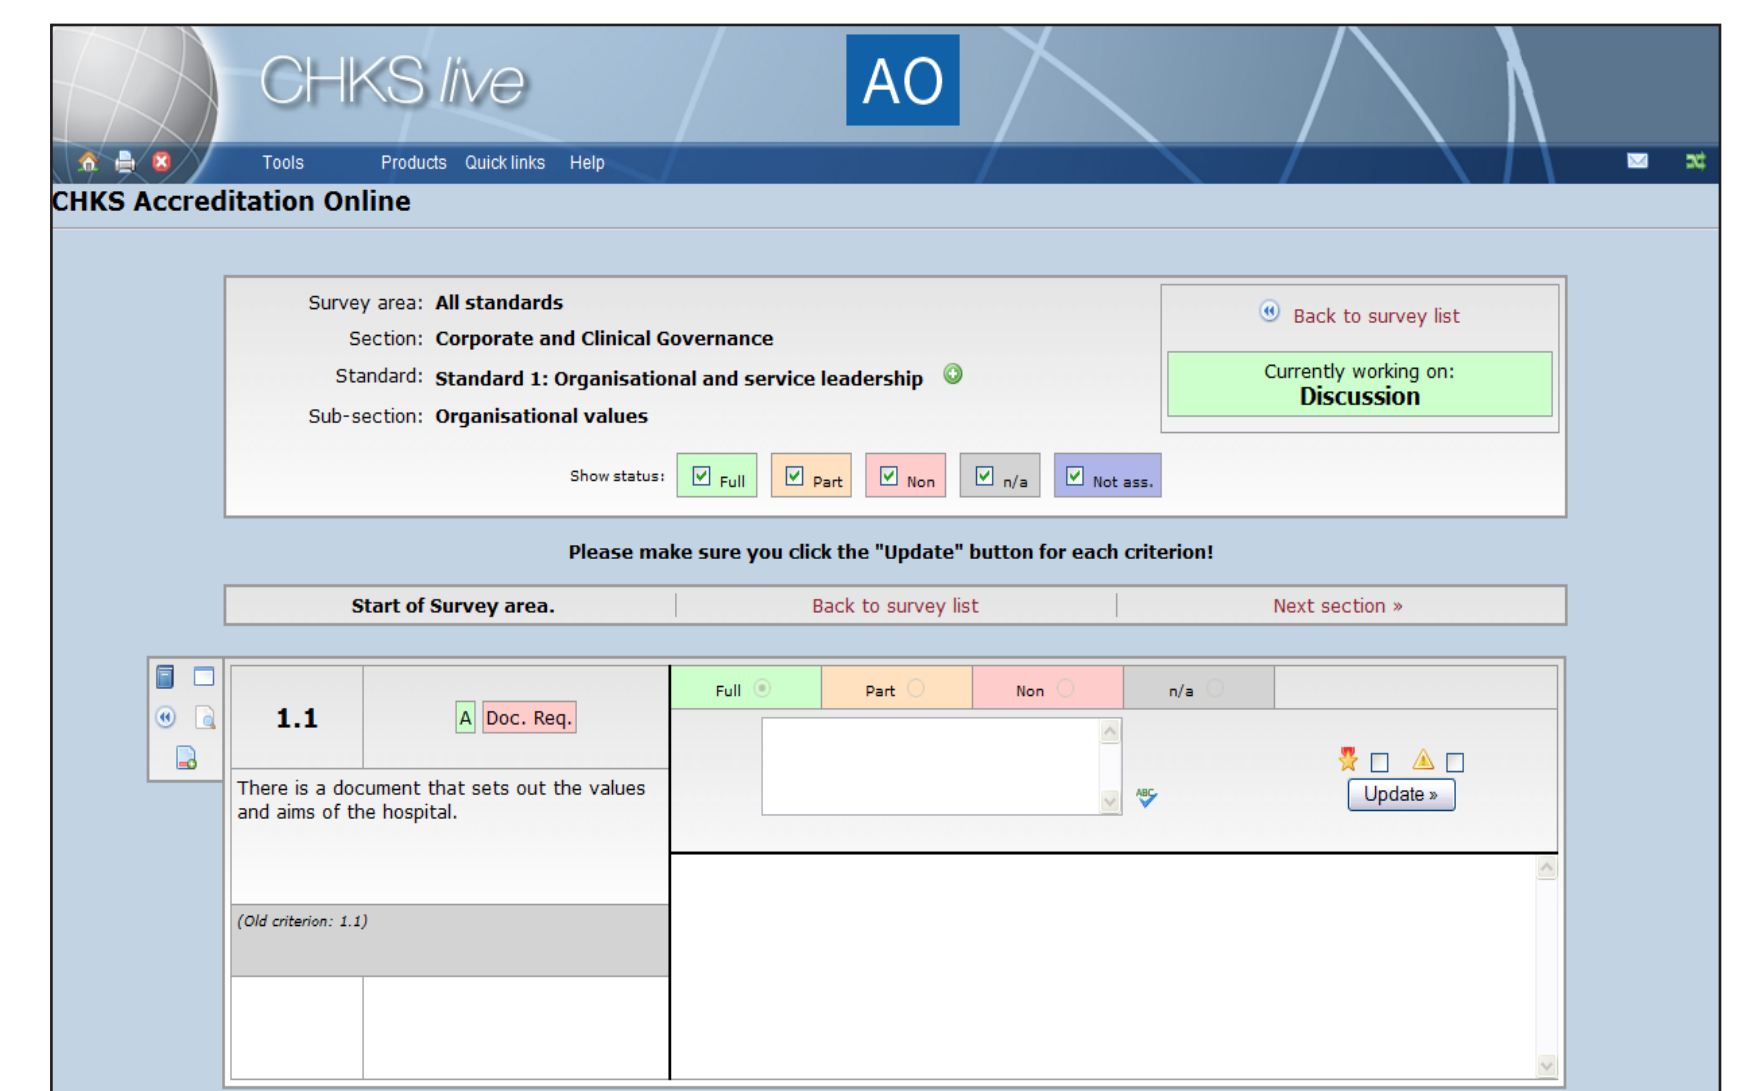 CHKS live
AO
Tools Products Quick links Help
CHKS Accreditation Online
Survey area: All standards
Back to survey list
Section: Corporate and Clinical Governance
Standard: Standard 1: Organisational and service leadership
Currently working on:
Discussion
Sub-section: Organisational values
Show status: Full Part Non n/a Not ass.
Please make sure you click the "Update" button for each criterion!
Start of Survey area. Back to survey list Next section »
Full Part Non n/a
1.1 A Doc. Req.
There is a document that sets out the values
and aims of the hospital.
ABC
Update »
(Old criterion: 1.1)